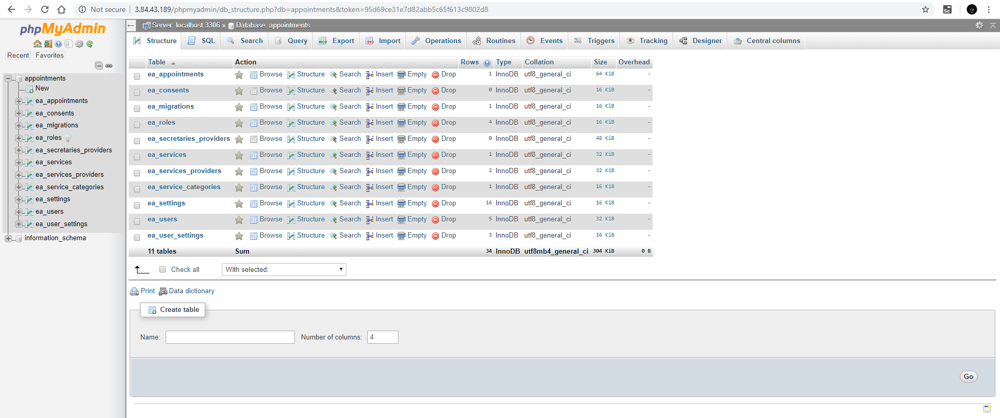 Not secure | 3.84.43.189/phpmyadmin/db_structure.php?db=appointments&token=95d69ce31e7d82abb5c65f613c9802d8
phpMyAdmin
Recent Favorites
appointments
New
ea_appointments
ea_consents
ea_migrations
ea_roles
ea_secretaries_providers
ea_services
ea_services_providers
ea_service_categories
ea_settings
ea_users
ea_user_settings
information_schema
Server: localhost:3306 » Database: appointments
Structure SQL Search Query Export Import Operations Routines Events Triggers Tracking Designer Central columns
Table Action Rows Type Collation Size Overhead
ea_appointments Browse Structure Search Insert Empty Drop 1 InnoDB utf8_general_ci 64 KiB -
ea_consents Browse Structure Search Insert Empty Drop 0 InnoDB utf8_general_ci 16 KiB -
ea_migrations Browse Structure Search Insert Empty Drop 1 InnoDB utf8_general_ci 16 KiB -
ea_roles Browse Structure Search Insert Empty Drop 4 InnoDB utf8_general_ci 16 KiB -
ea_secretaries_providers Browse Structure Search Insert Empty Drop 0 InnoDB utf8_general_ci 48 KiB -
ea_services Browse Structure Search Insert Empty Drop 1 InnoDB utf8_general_ci 32 KiB -
ea_services_providers Browse Structure Search Insert Empty Drop 2 InnoDB utf8_general_ci 32 KiB -
ea_service_categories Browse Structure Search Insert Empty Drop 1 InnoDB utf8_general_ci 16 KiB -
ea_settings Browse Structure Search Insert Empty Drop 16 InnoDB utf8_general_ci 16 KiB -
ea_users Browse Structure Search Insert Empty Drop 5 InnoDB utf8_general_ci 32 KiB -
ea_user_settings Browse Structure Search Insert Empty Drop 3 InnoDB utf8_general_ci 16 KiB -
11 tables Sum 34 InnoDB utf8mb4_general_ci 304 KiB 0 B
Check all With selected:
Print Data dictionary
Create table
Name: Number of columns: 4
Go